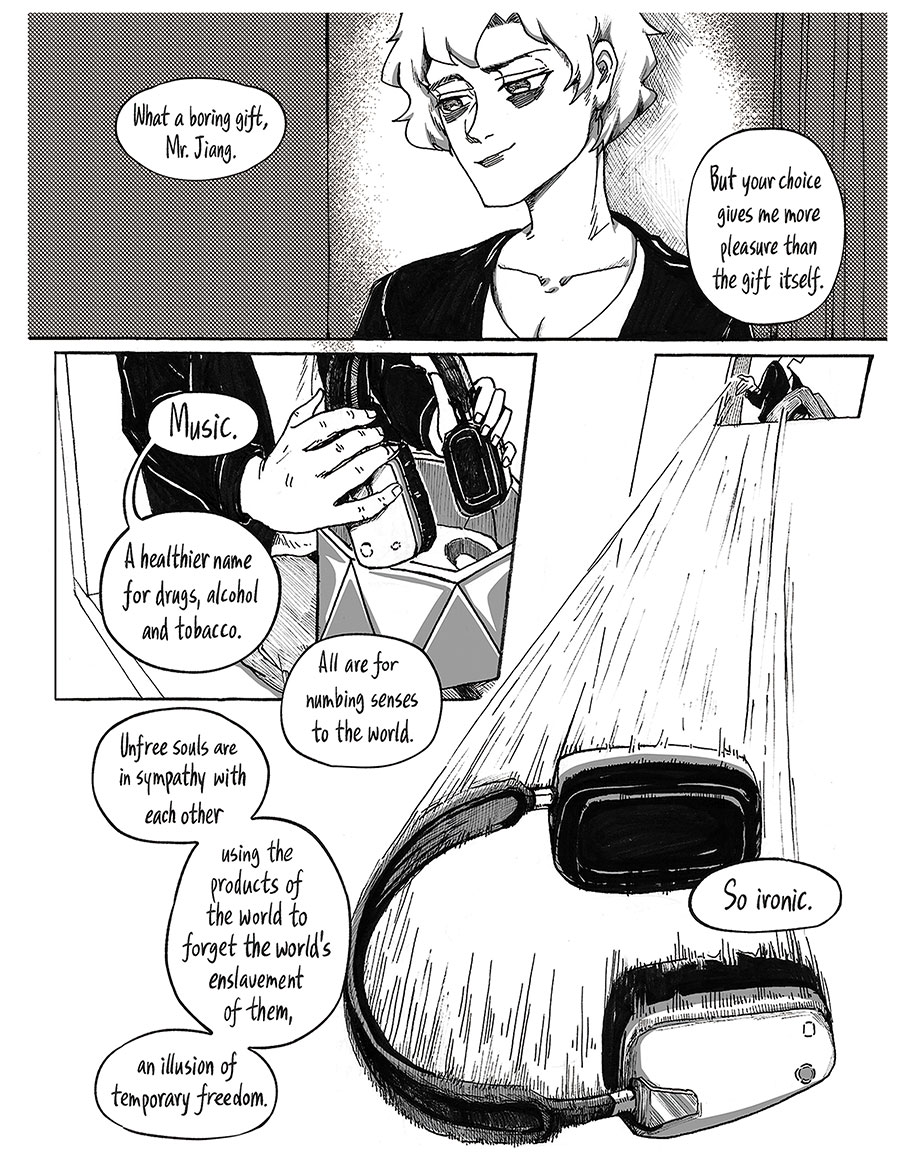 What a boring gift,
Mr. Jiang.
But your choice
gives me more
pleasure than
the gift itself.
Music.
A healthier name
for drugs, alcohol
and tobacco.
All are for
numbing senses
to the world.
Unfree souls are
in sympathy with
each other
using the
products of
the world to
forget the world's
enslavement
of them,
an illusion of
temporary freedom.
So ironic.